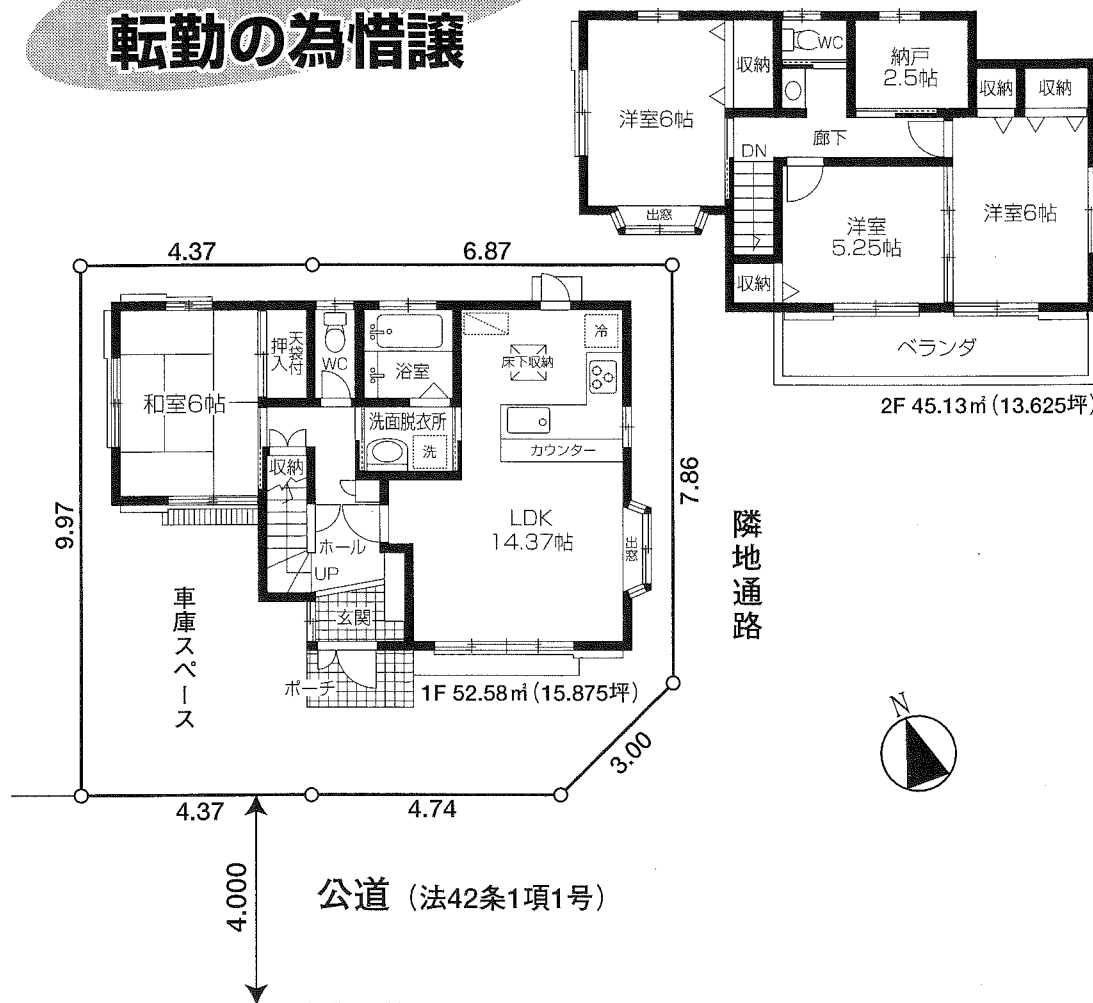 転勤の為惜譲
洋室6帖
収納
WC
納戸
2.5帖
収納
収納
DN
廊下
洋室6帖
洋室
5.25帖
出窓
収納
ベランダ
2F 45.13㎡(13.625坪)
4.37
6.87
和室6帖
押入
天袋付
WC
浴室
冷
床下収納
洗面脱衣所
洗
カウンター
収納
LDK
14.37帖
出窓
ホール
UP
玄関
ポーチ
1F 52.58㎡(15.875坪)
車庫スペース
9.97
7.86
隣地通路
3.00
N
4.37
4.74
4.000
公道(法42条1項1号)